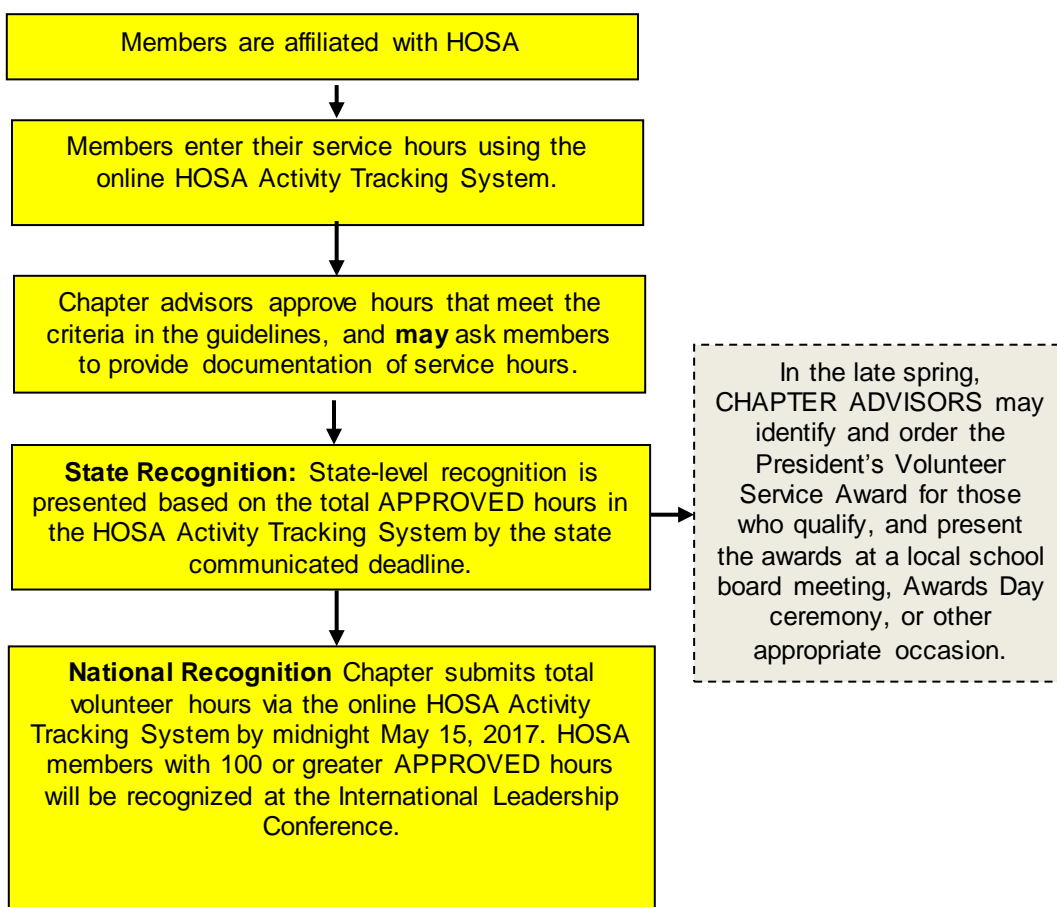 Members are affiliated with HOSA
Members enter their service hours using the
online HOSA Activity Tracking System.
Chapter advisors approve hours that meet the
criteria in the guidelines, and may ask members
to provide documentation of service hours.
State Recognition: State-level recognition is
presented based on the total APPROVED hours in
the HOSA Activity Tracking System by the state
communicated deadline.
In the late spring,
CHAPTER ADVISORS may
identify and order the
President’s Volunteer
Service Award for those
who qualify, and present
the awards at a local school
board meeting, Awards Day
ceremony, or other
appropriate occasion.
National Recognition Chapter submits total
volunteer hours via the online HOSA Activity
Tracking System by midnight May 15, 2017. HOSA
members with 100 or greater APPROVED hours
will be recognized at the International Leadership
Conference.